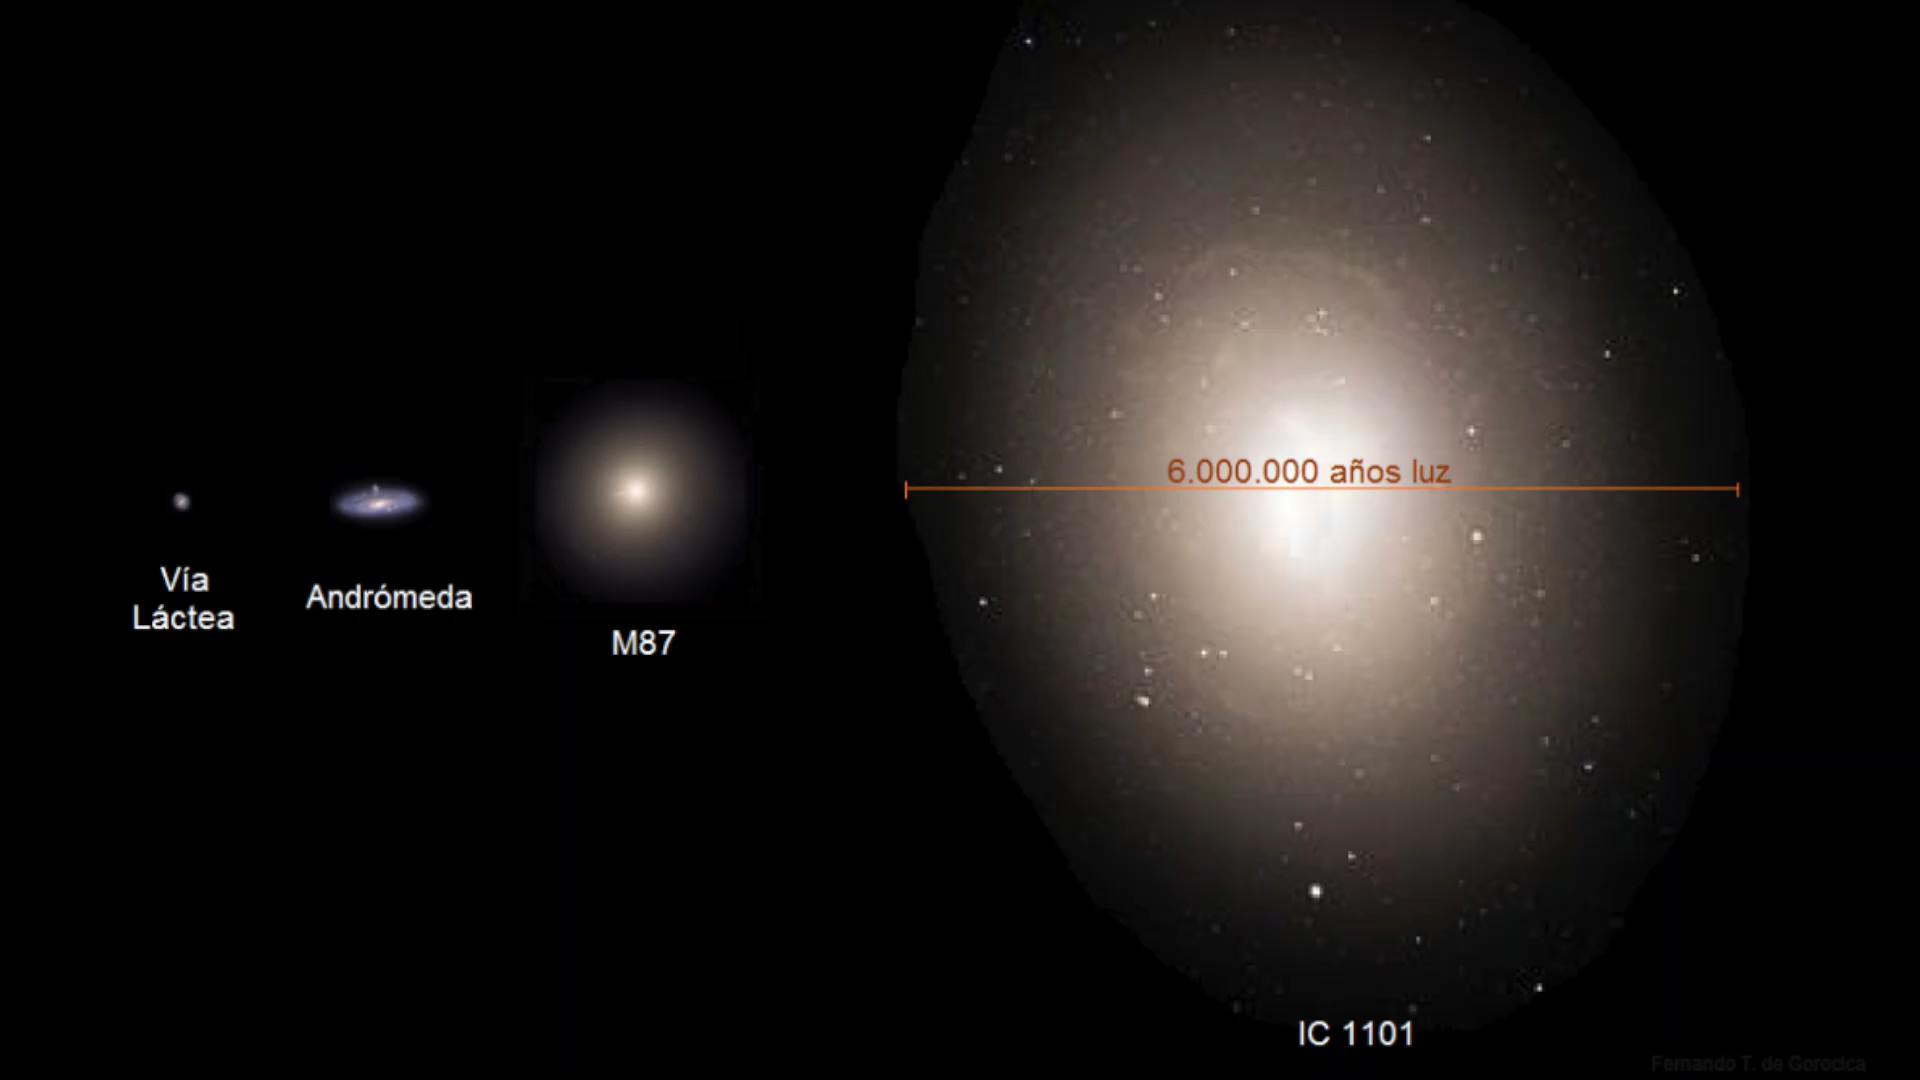 6.000.000 años luz
Vía
Láctea
Andrómeda
M87
IC 1101
Fernando T. de Gorocica